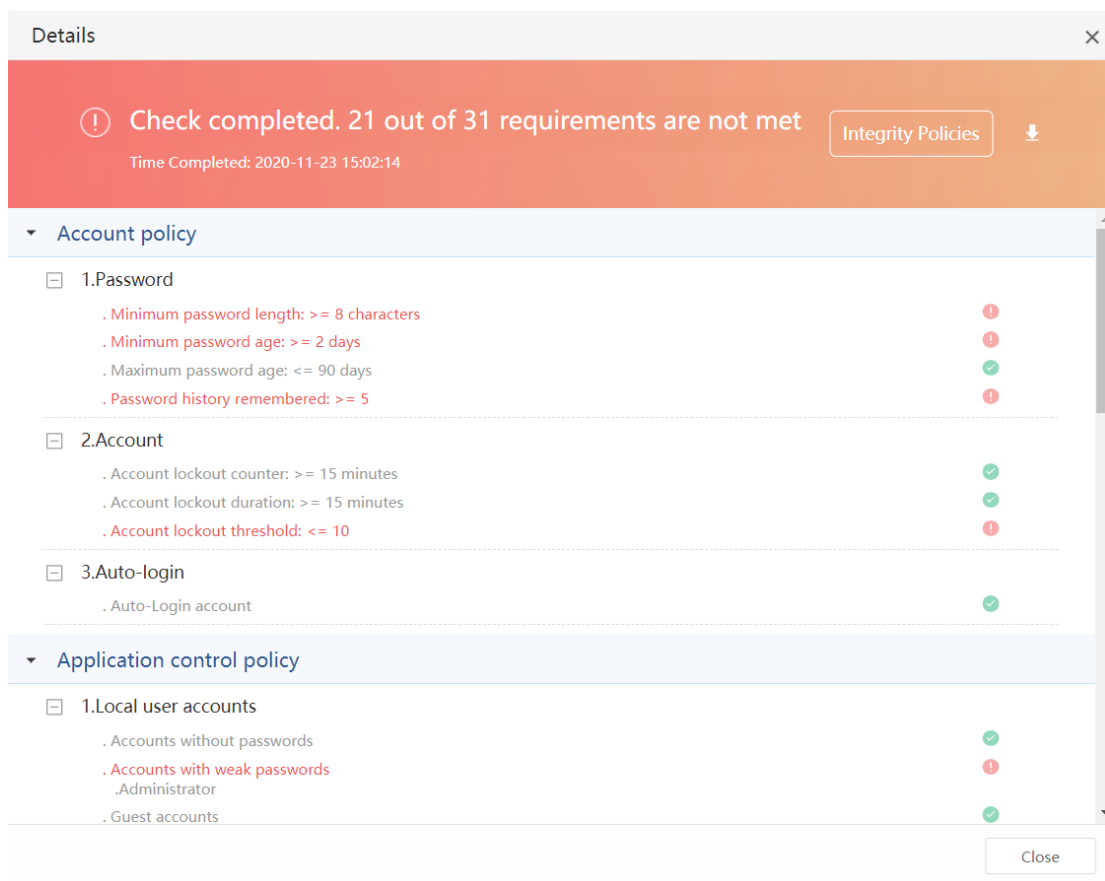 Details
Check completed. 21 out of 31 requirements are not met
Integrity Policies
Time Completed: 2020-11-23 15:02:14
Account policy
1.Password
. Minimum password length: >= 8 characters
. Minimum password age: >= 2 days
. Maximum password age: <= 90 days
. Password history remembered: >= 5
2.Account
. Account lockout counter: >= 15 minutes
. Account lockout duration: >= 15 minutes
. Account lockout threshold: <= 10
3.Auto-login
. Auto-Login account
Application control policy
1.Local user accounts
. Accounts without passwords
. Accounts with weak passwords
.Administrator
. Guest accounts
Close